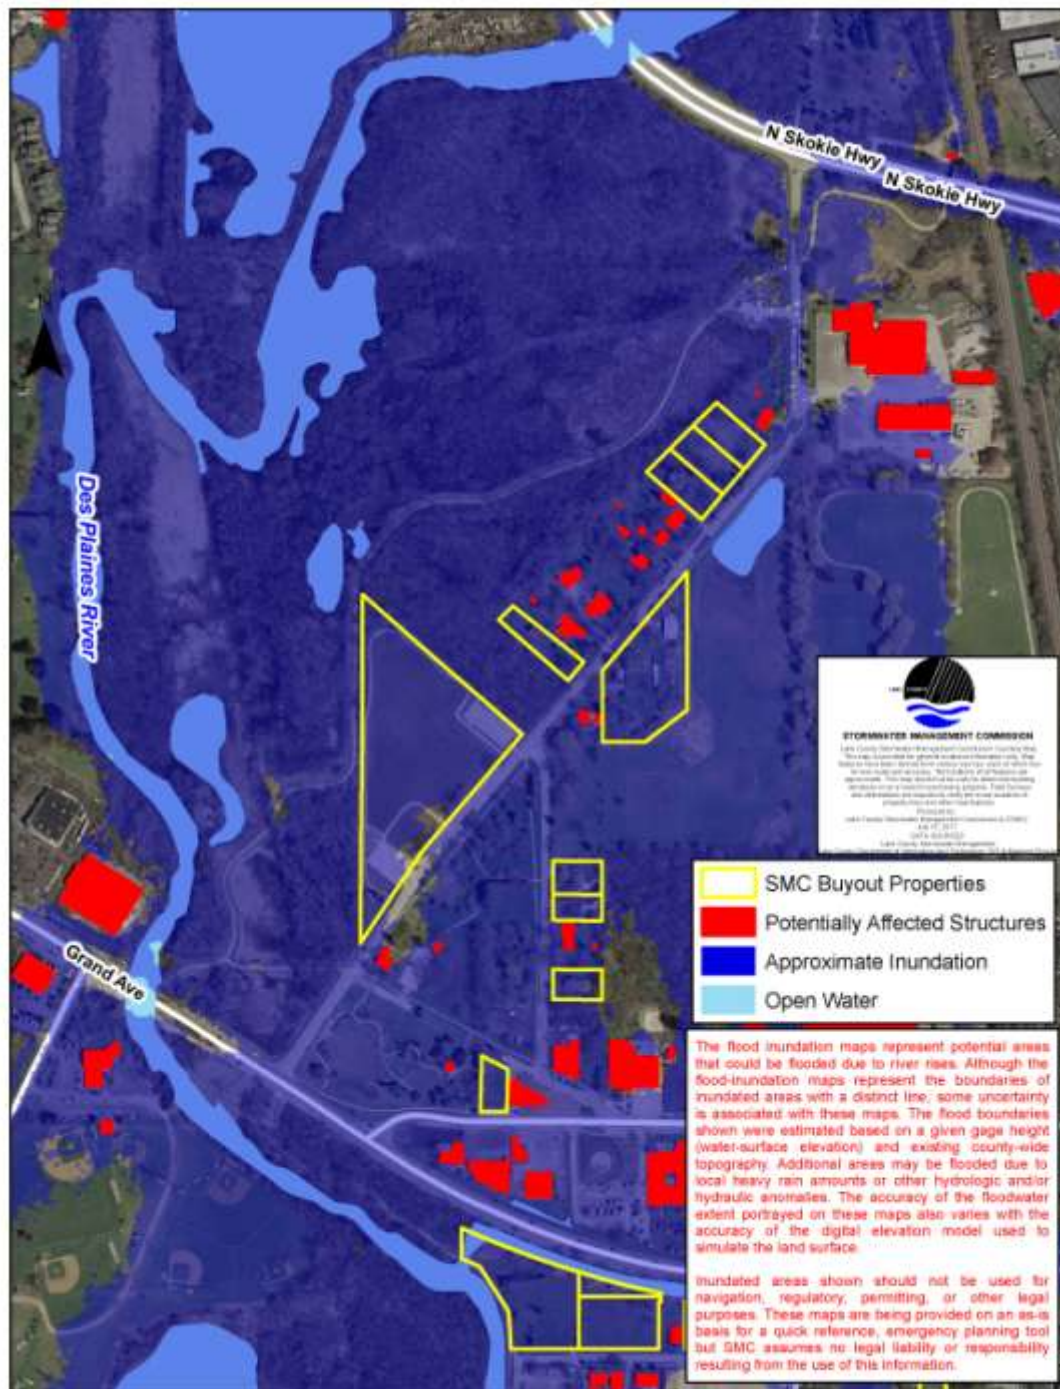 N Skokie Hwy
N Skokie Hwy
Des Plaines River
Grand Ave
STORMWATER MANAGEMENT COMMISSION
SMC Buyout Properties
Potentially Affected Structures
Approximate Inundation
Open Water
The flood inundation maps represent potential areas
that could be flooded due to river rises. Although the
flood-inundation maps represent the boundaries of
inundated areas with a distinct line, some uncertainty
is associated with these maps. The flood boundaries
shown were estimated based on a given gage height
(water-surface elevation) and existing county-wide
topography. Additional areas may be flooded due to
local heavy rain amounts or other hydrologic and/or
hydraulic anomalies. The accuracy of the floodwater
extent portrayed on these maps also varies with the
accuracy of the digital elevation model used to
simulate the land surface.
Inundated areas shown should not be used for
navigation, regulatory, permitting, or other legal
purposes. These maps are being provided on an as-is
basis for a quick reference, emergency planning tool
but SMC assumes no legal liability or responsibility
resulting from the use of this information.